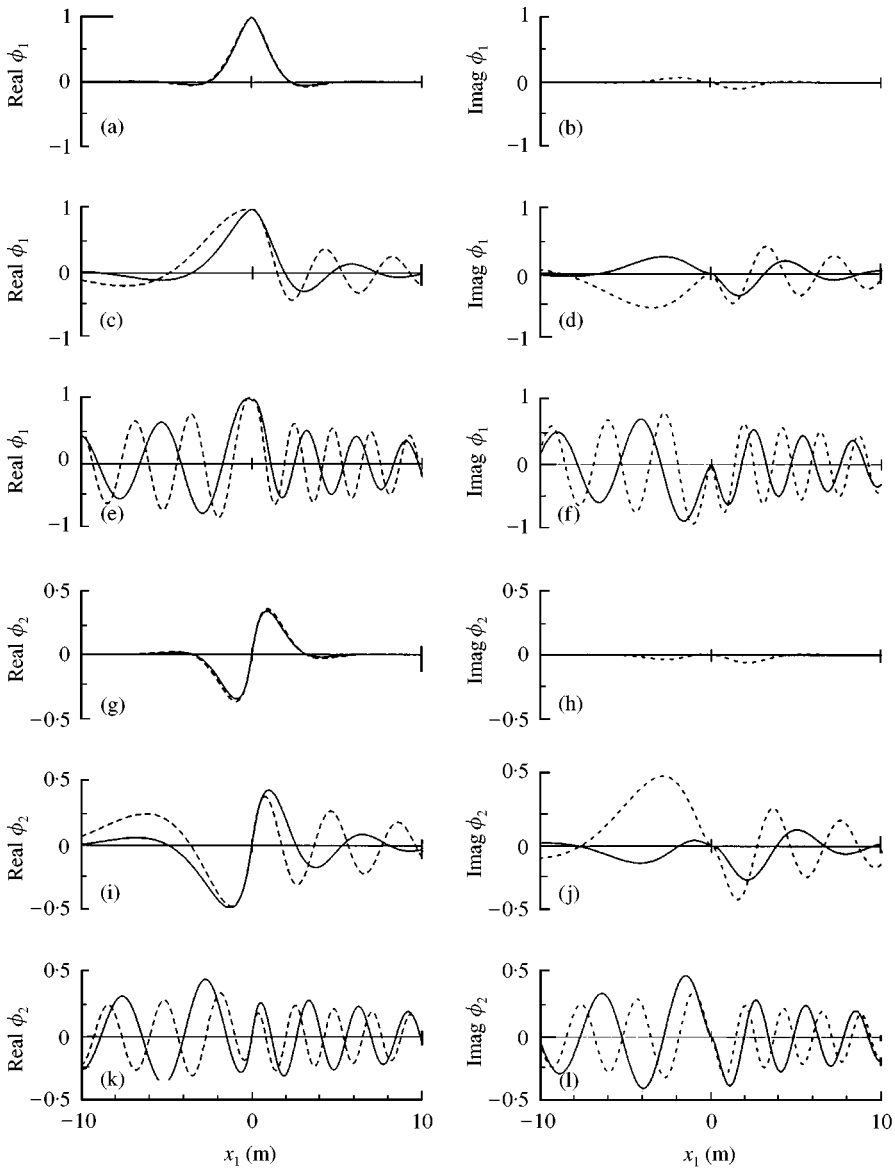 1
0
−1
Real ϕ₁
(a)
1
0
−1
Imag ϕ₁
(b)
1
0
−1
Real ϕ₁
(c)
1
0
−1
Imag ϕ₁
(d)
1
0
−1
Real ϕ₁
(e)
1
0
−1
Imag ϕ₁
(f)
0·5
0
−0·5
Real ϕ₂
(g)
0·5
0
−0·5
Imag ϕ₂
(h)
0·5
0
−0·5
Real ϕ₂
(i)
0·5
0
−0·5
Imag ϕ₂
(j)
0·5
0
−0·5
Real ϕ₂
(k)
−10 0 10
x₁ (m)
0·5
0
−0·5
Imag ϕ₂
(l)
−10 0 10
x₁ (m)